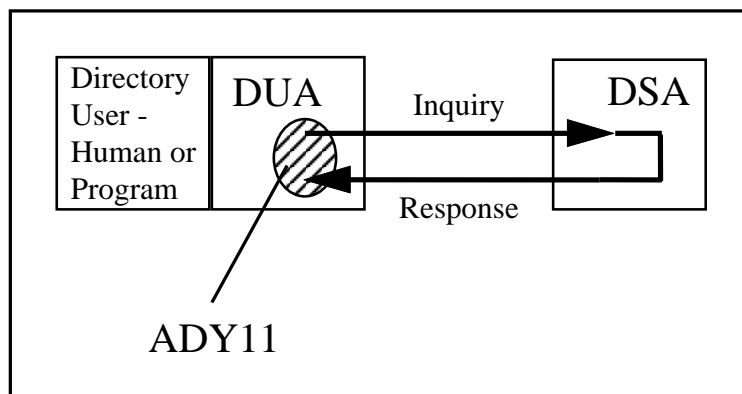 Directory
User -
Human or
Program
DUA
Inquiry
DSA
Response
ADY11